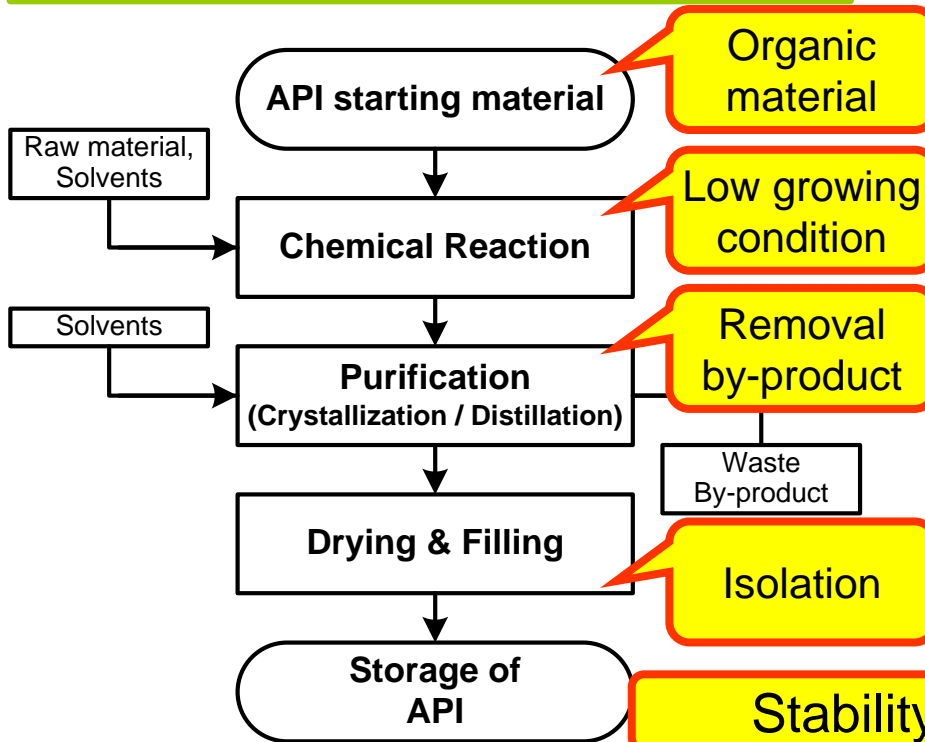 Organic
material
API starting material
Raw material,
Solvents
Low growing
condition
Chemical Reaction
Solvents
Removal
by-product
Purification
(Crystallization / Distillation)
Waste
By-product
Drying & Filling
Isolation
Storage of
API
Stability